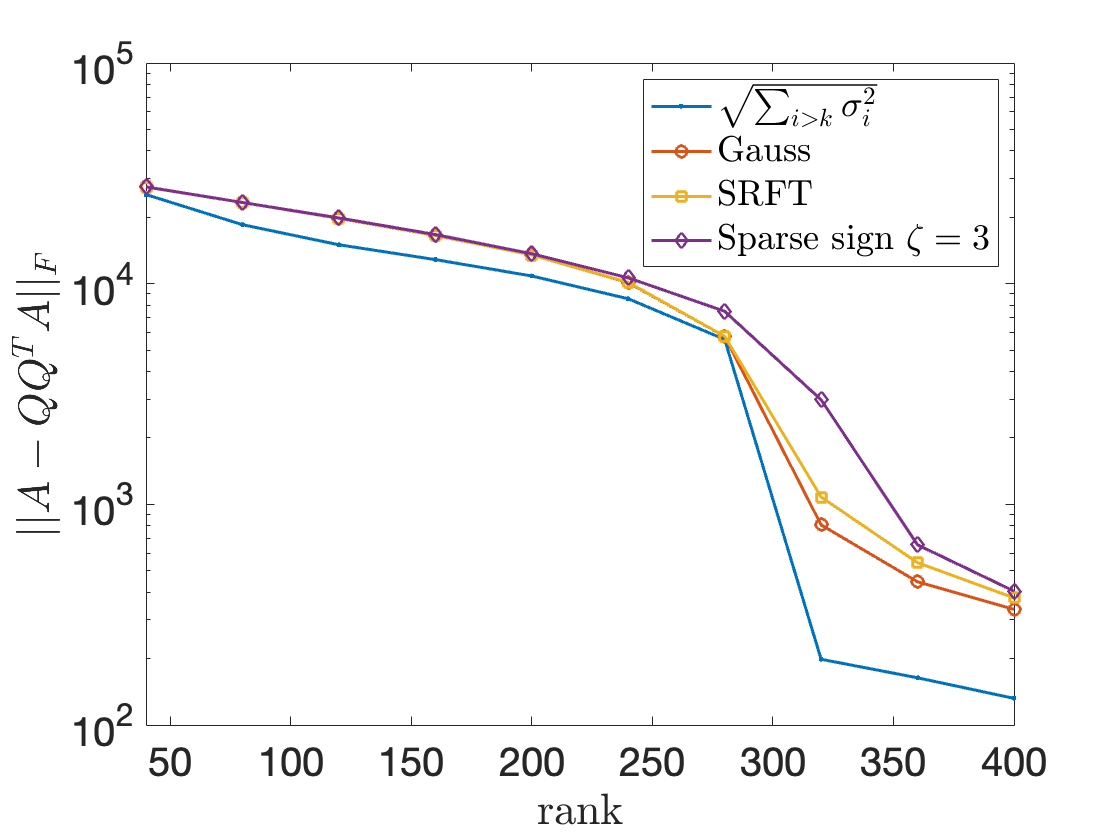 10^5
10^4
10^3
10^2
||A − QQ^T A||_F
√∑_{i>k} σ_i^2
Gauss
SRFT
Sparse sign ζ = 3
50 100 150 200 250 300 350 400
rank